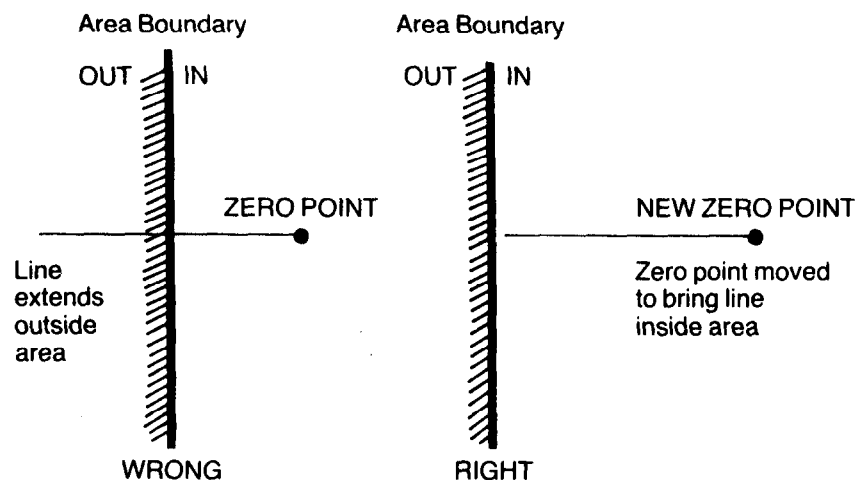 Area Boundary
OUT IN
ZERO POINT
Line
extends
outside
area
WRONG
Area Boundary
OUT IN
NEW ZERO POINT
Zero point moved
to bring line
inside area
RIGHT